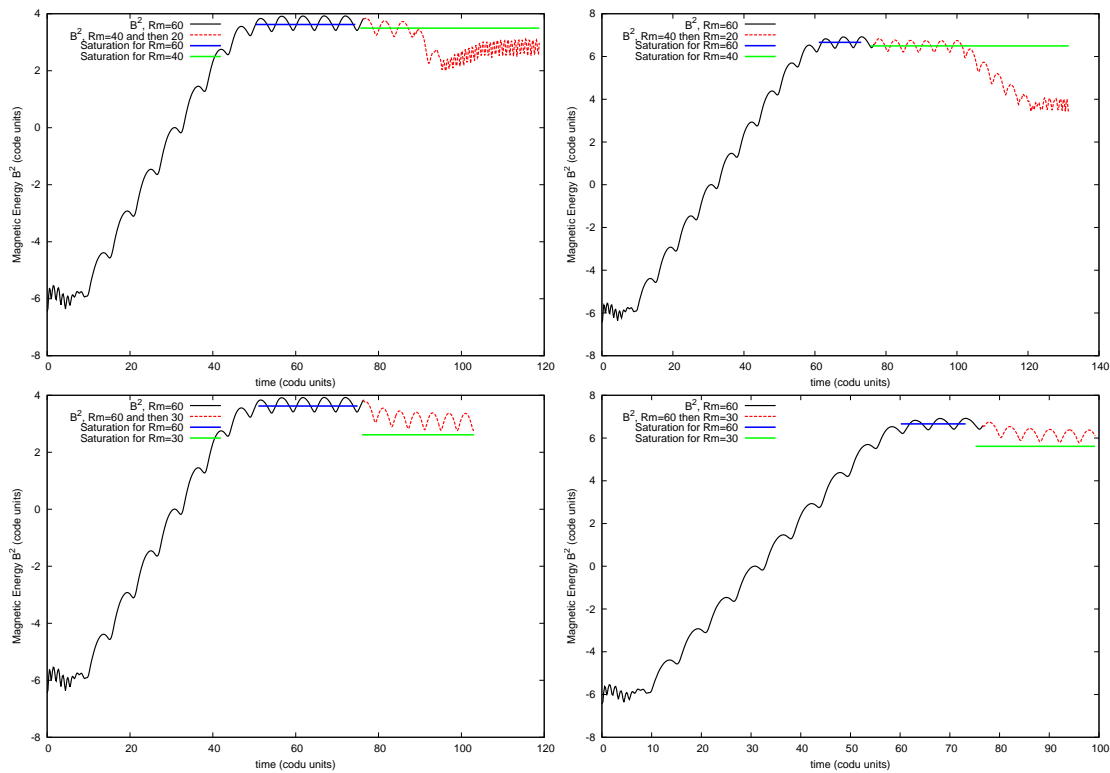 4
2
0
-2
-4
-6
-8
0
20
40
60
80
100
120
Magnetic Energy B² (code units)
time (codu units)
B², Rm=60
B², Rm=40 and then 20
Saturation for Rm=60
Saturation for Rm=40
8
6
4
2
0
-2
-4
-6
-8
0
20
40
60
80
100
120
140
Magnetic Energy B² (code units)
time (codu units)
B², Rm=60
B², Rm=40 then Rm=20
Saturation for Rm=60
Saturation for Rm=40
4
2
0
-2
-4
-6
-8
0
20
40
60
80
100
120
Magnetic Energy B² (code units)
time (codu units)
B², Rm=60
B², Rm=60 and then 30
Saturation for Rm=60
Saturation for Rm=30
8
6
4
2
0
-2
-4
-6
-8
0
10
20
30
40
50
60
70
80
90
100
Magnetic Energy B² (code units)
time (codu units)
B², Rm=60
B², Rm=60 then Rm=30
Saturation for Rm=60
Saturation for Rm=30